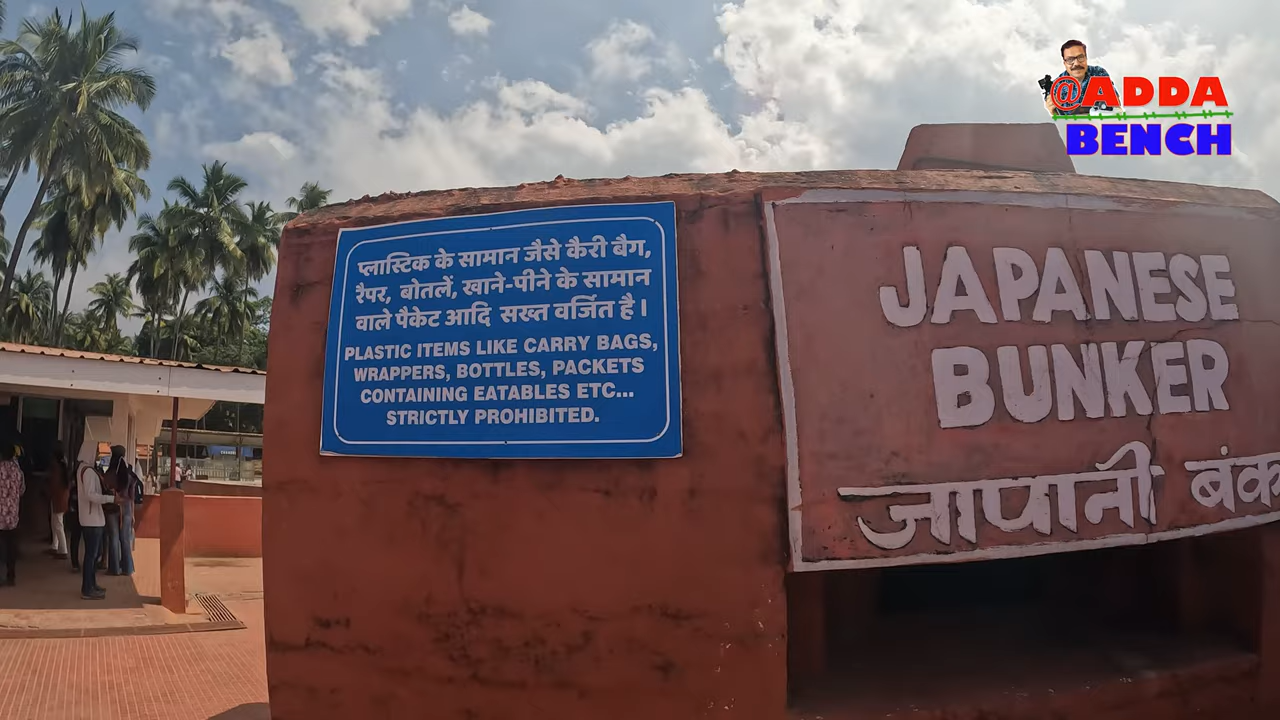 प्लास्टिक के सामान जैसे कैरी बैग,
रैपर, बोतलें, खाने-पीने के सामान
वाले पैकेट आदि सख्त वर्जित है।
PLASTIC ITEMS LIKE CARRY BAGS,
WRAPPERS, BOTTLES, PACKETS
CONTAINING EATABLES ETC...
STRICTLY PROHIBITED.
JAPANESE
BUNKER
जापानी बंक
@ADDA
BENCH